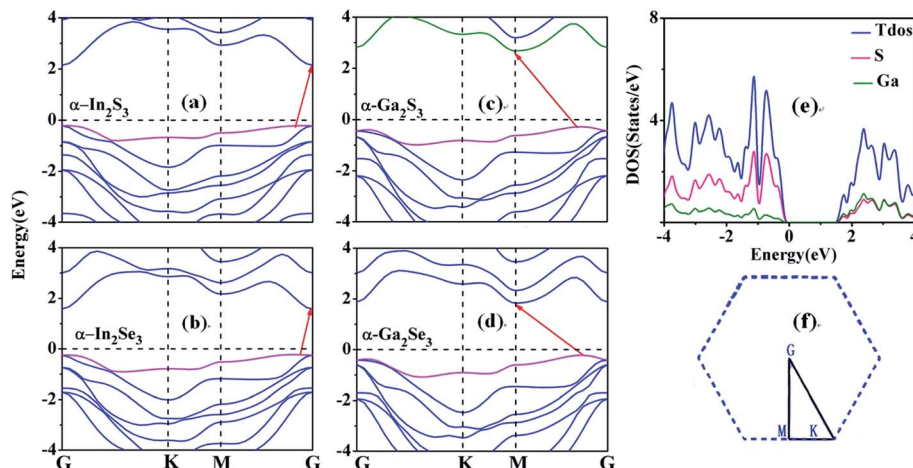 4
2
0
-2
-4
α-In2S3
(a)
4
2
0
-2
-4
α-Ga2S3
(c)
4
2
0
-2
-4
G
K
M
G
α-In2Se3
(b)
4
2
0
-2
-4
G
K
M
G
α-Ga2Se3
(d)
Energy(eV)
8
4
0
-4
-2
0
2
4
DOS(States/eV)
Energy(eV)
Tdos
S
Ga
(e)
(f)
G
M
K